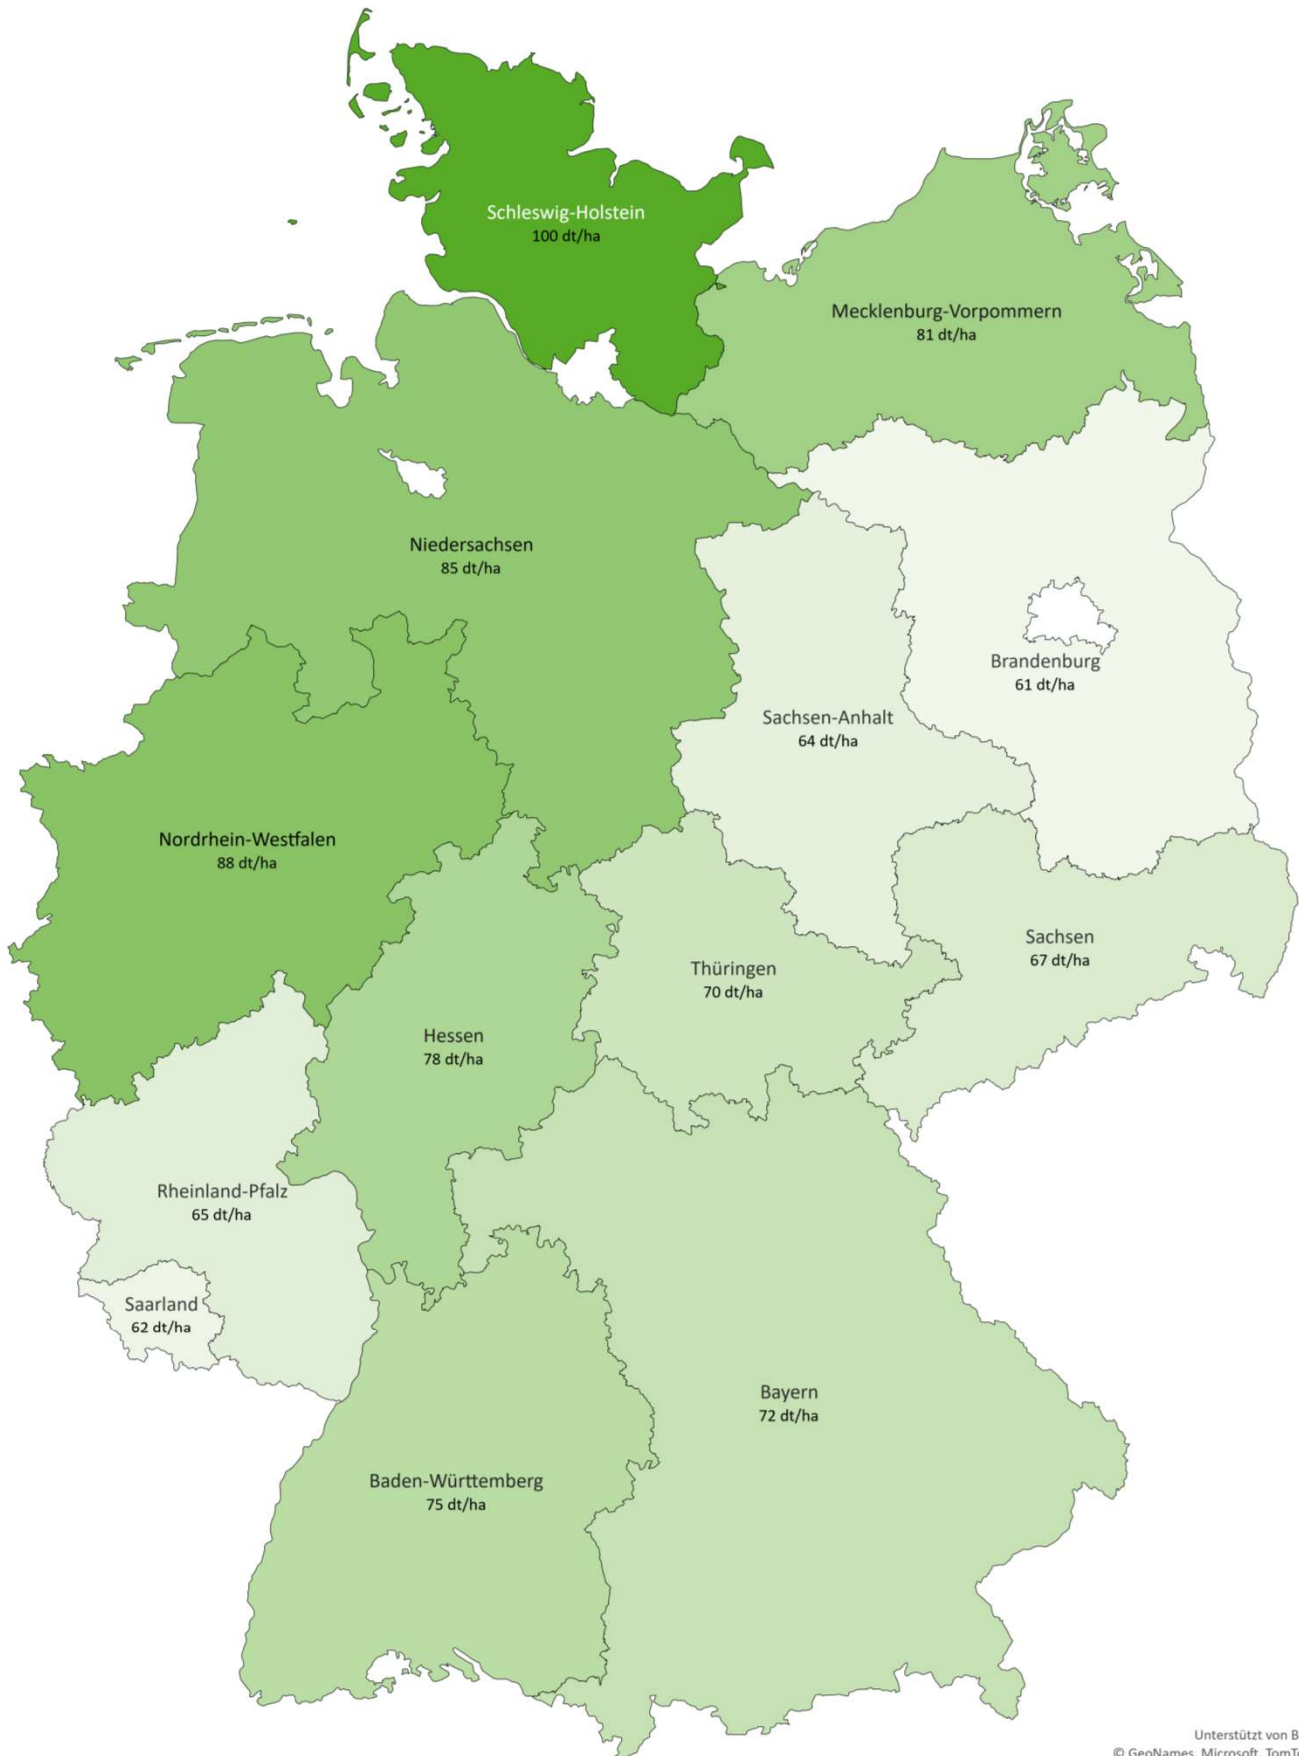 Schleswig-Holstein
100 dt/ha
Mecklenburg-Vorpommern
81 dt/ha
Niedersachsen
85 dt/ha
Brandenburg
61 dt/ha
Sachsen-Anhalt
64 dt/ha
Nordrhein-Westfalen
88 dt/ha
Sachsen
67 dt/ha
Thüringen
70 dt/ha
Hessen
78 dt/ha
Rheinland-Pfalz
65 dt/ha
Saarland
62 dt/ha
Bayern
72 dt/ha
Baden-Württemberg
75 dt/ha
Unterstützt von B
© GeoNames, Microsoft,